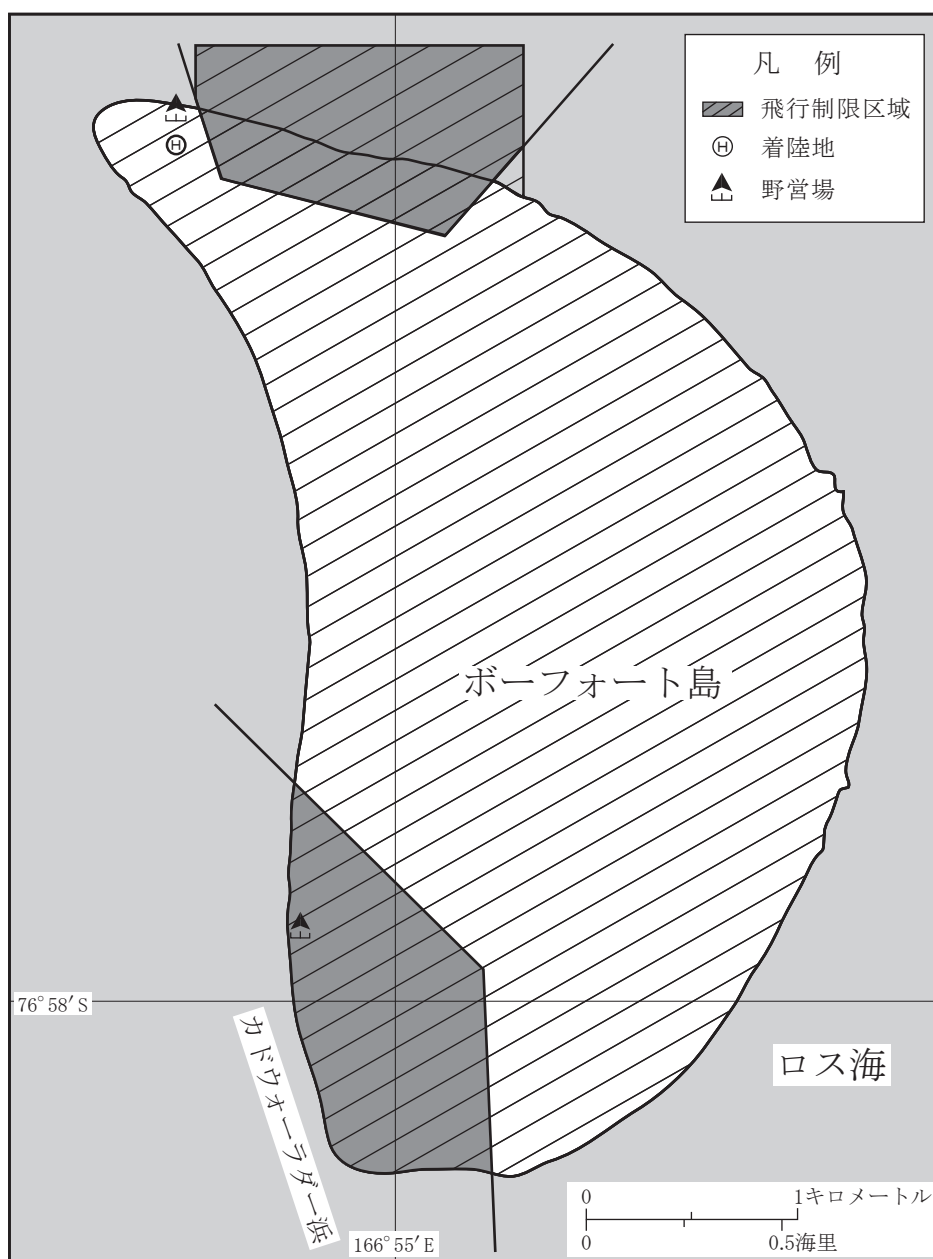 凡　例
飛行制限区域
Ⓗ 着陸地
野営場
ボーフォート島
76°58′S
カドウォーラダー浜
ロス海
166°55′E
0 1キロメートル
0 0.5海里